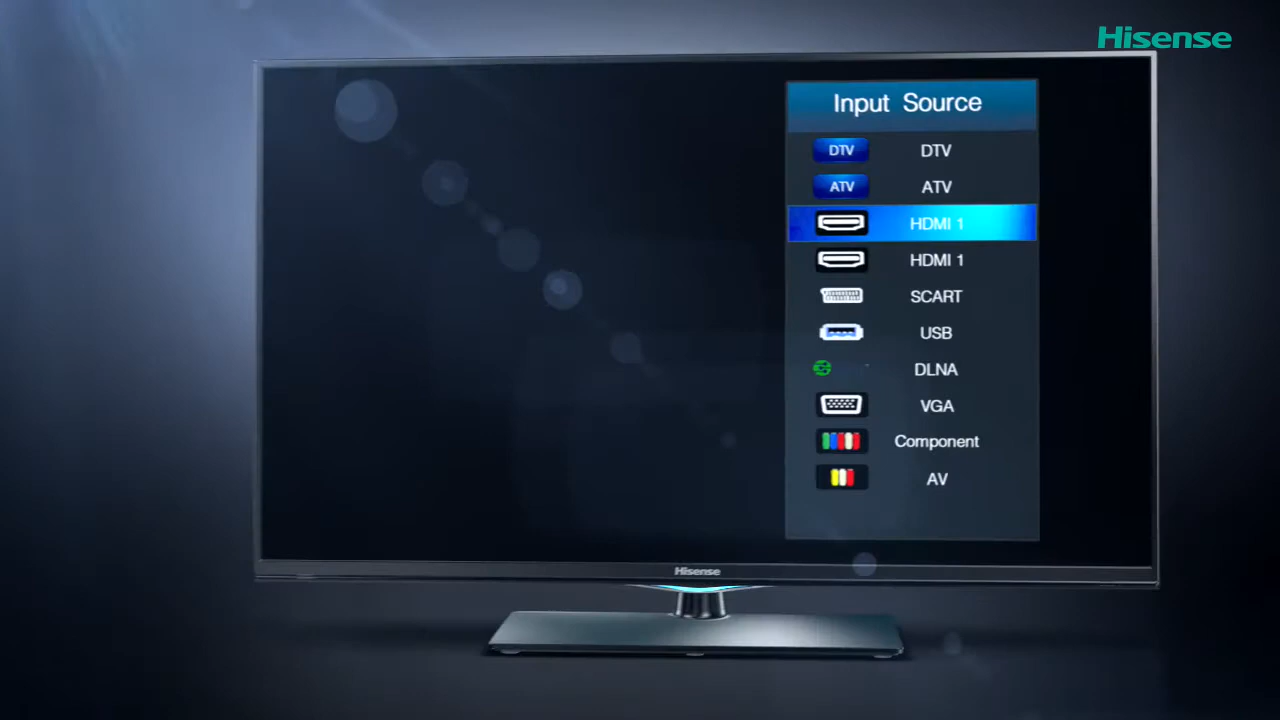 Hisense
Input Source
DTV DTV
ATV ATV
HDMI 1
HDMI 1
SCART
USB
DLNA
VGA
Component
AV
Hisense